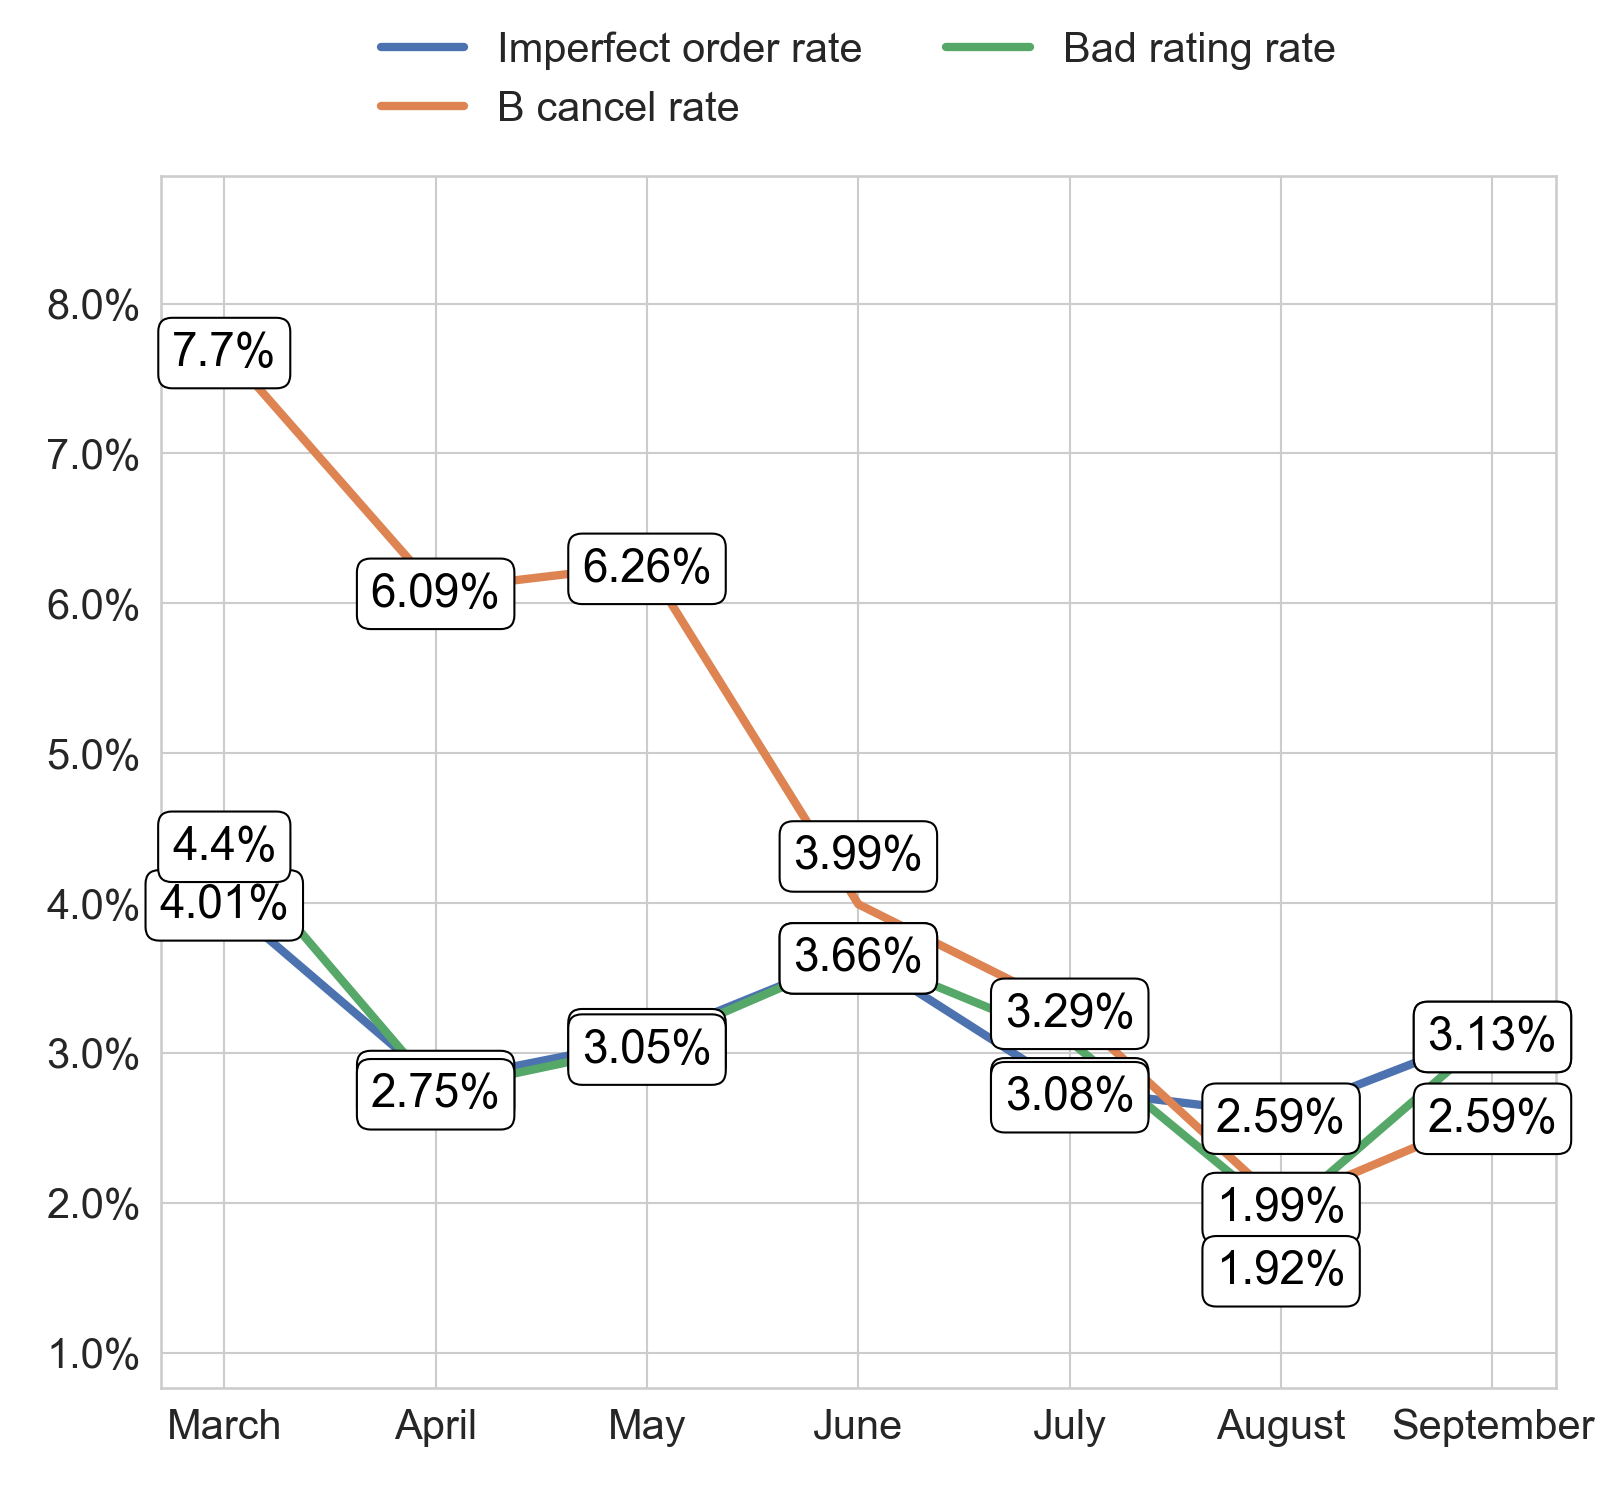 Imperfect order rate
B cancel rate
Bad rating rate
8.0%
7.0%
6.0%
5.0%
4.0%
3.0%
2.0%
1.0%
7.7%
6.09%
6.26%
4.4%
4.01%
3.99%
3.66%
2.75%
3.05%
3.29%
3.08%
2.59%
1.99%
1.92%
3.13%
2.59%
March
April
May
June
July
August
September